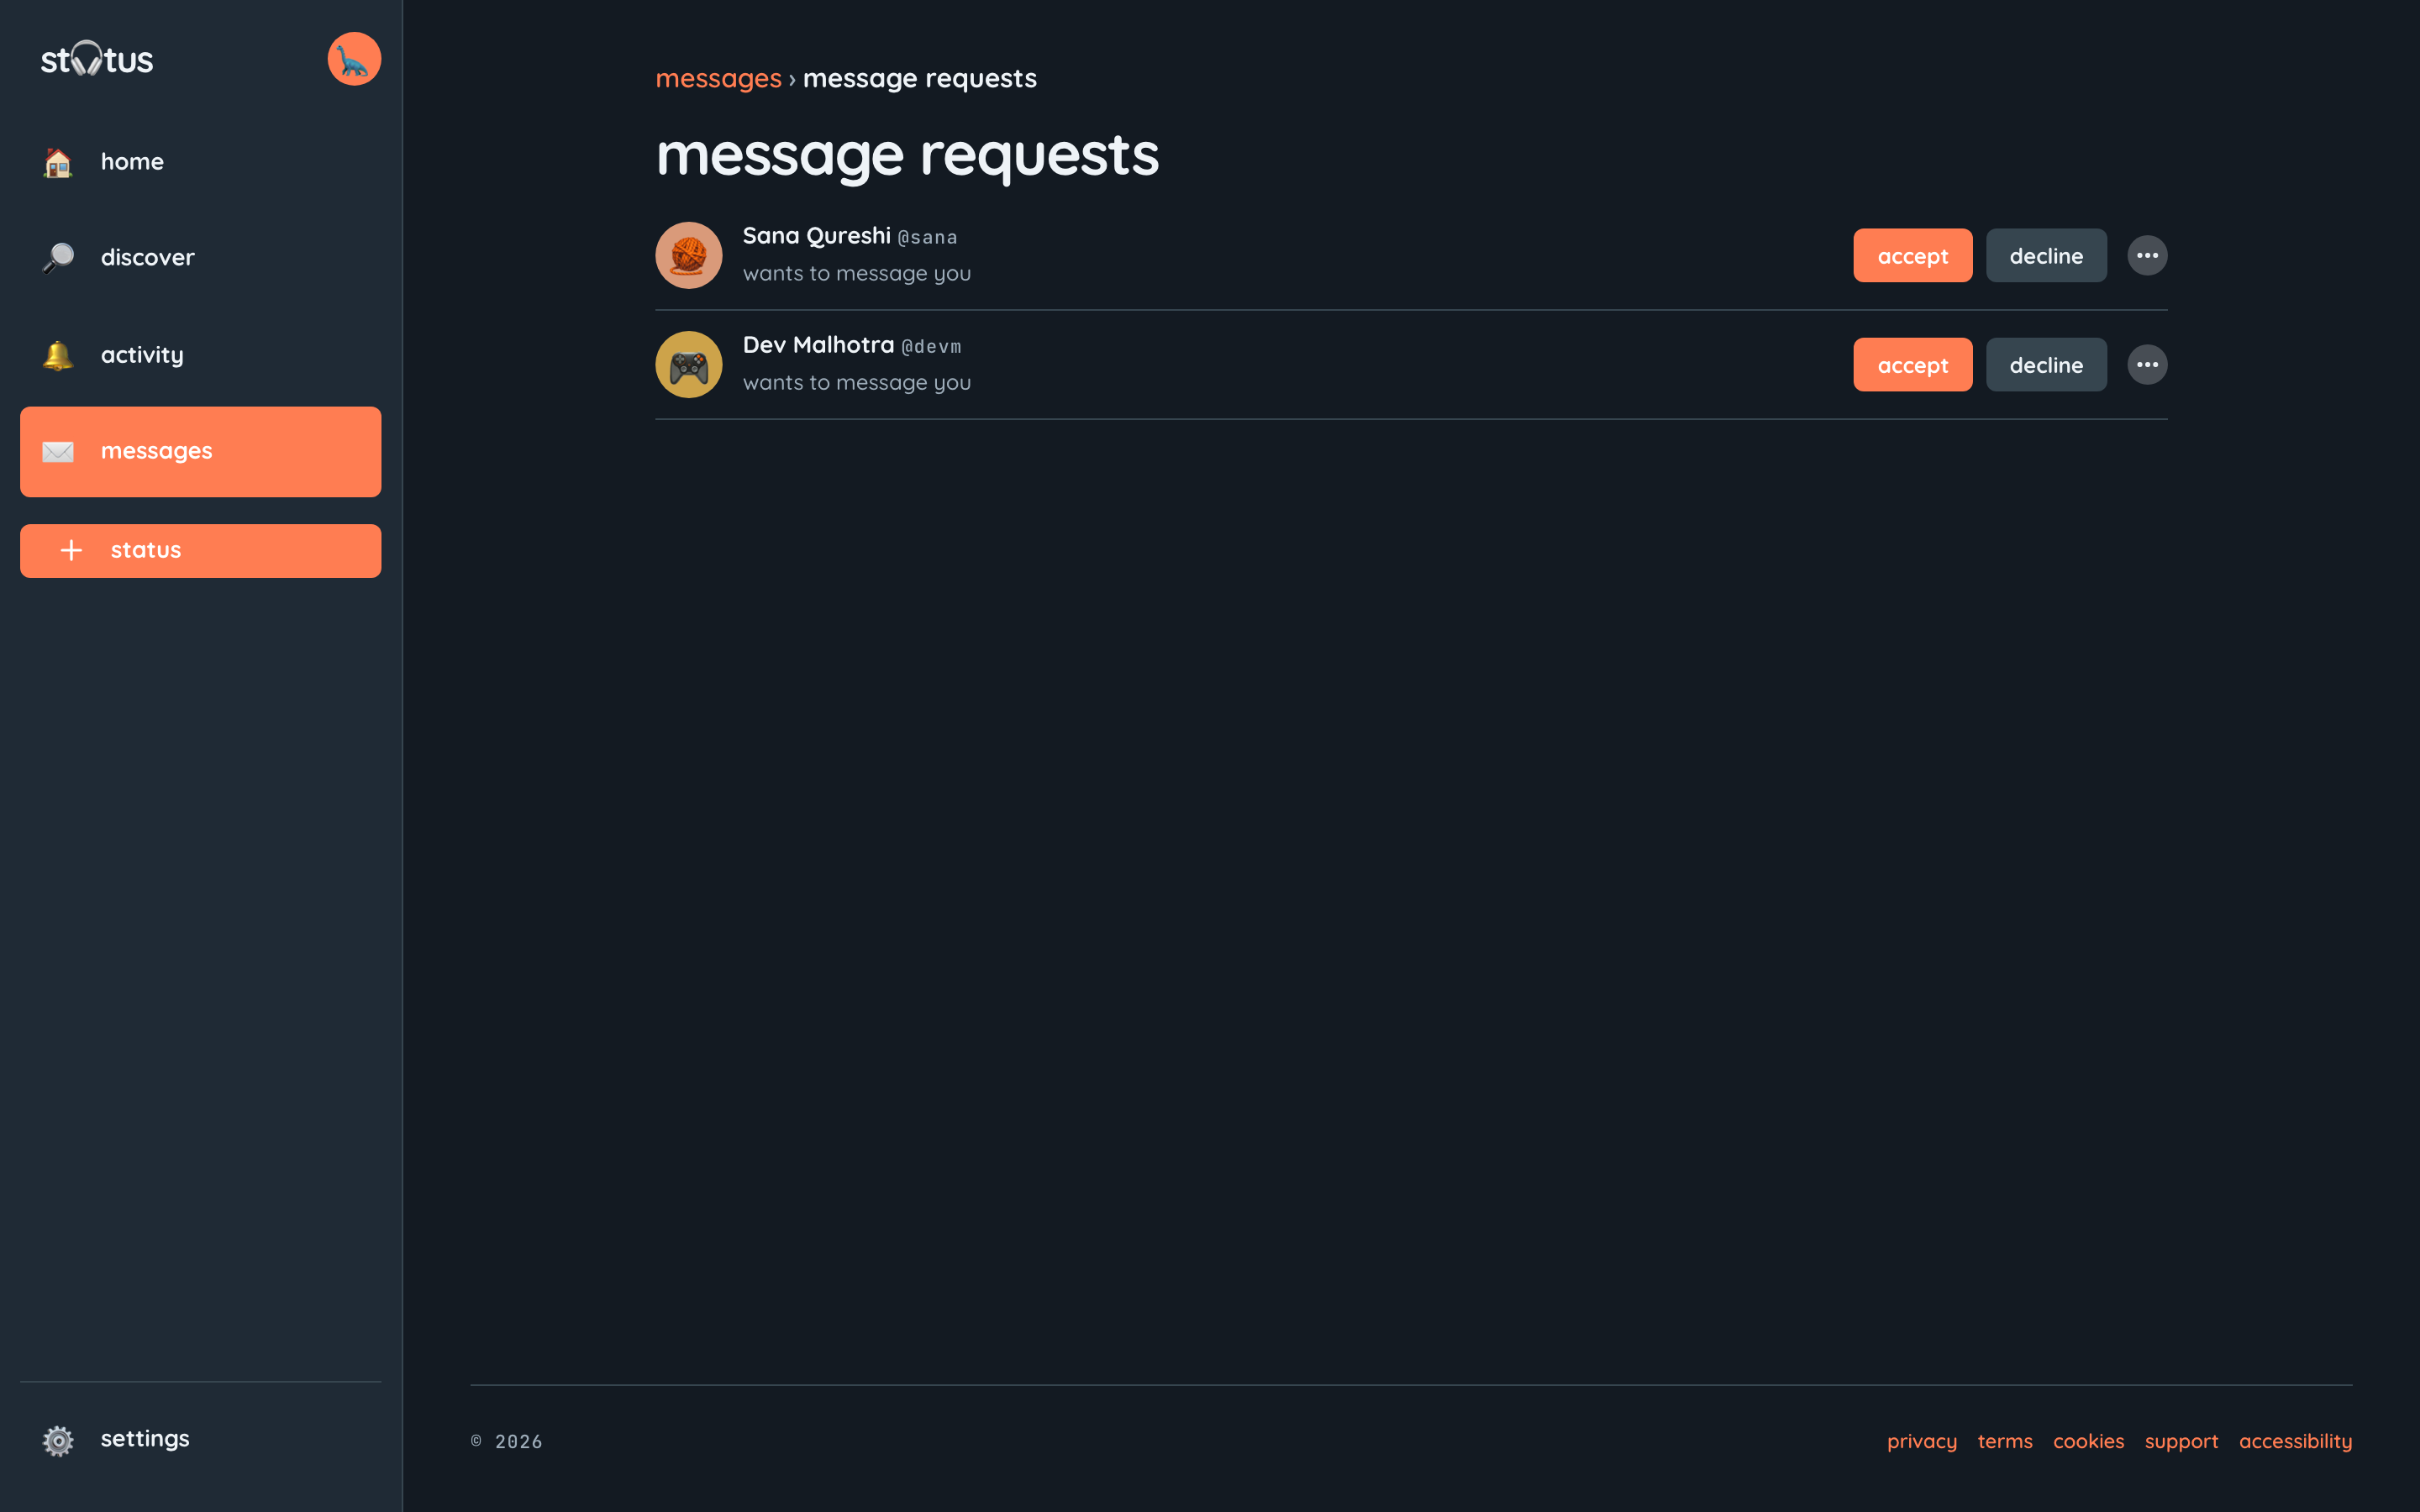 st🎧tus
home
discover
activity
messages
status
settings
messages › message requests
message requests
Sana Qureshi @sana
wants to message you
accept decline
Dev Malhotra @devm
wants to message you
accept decline
© 2026
privacy terms cookies support accessibility